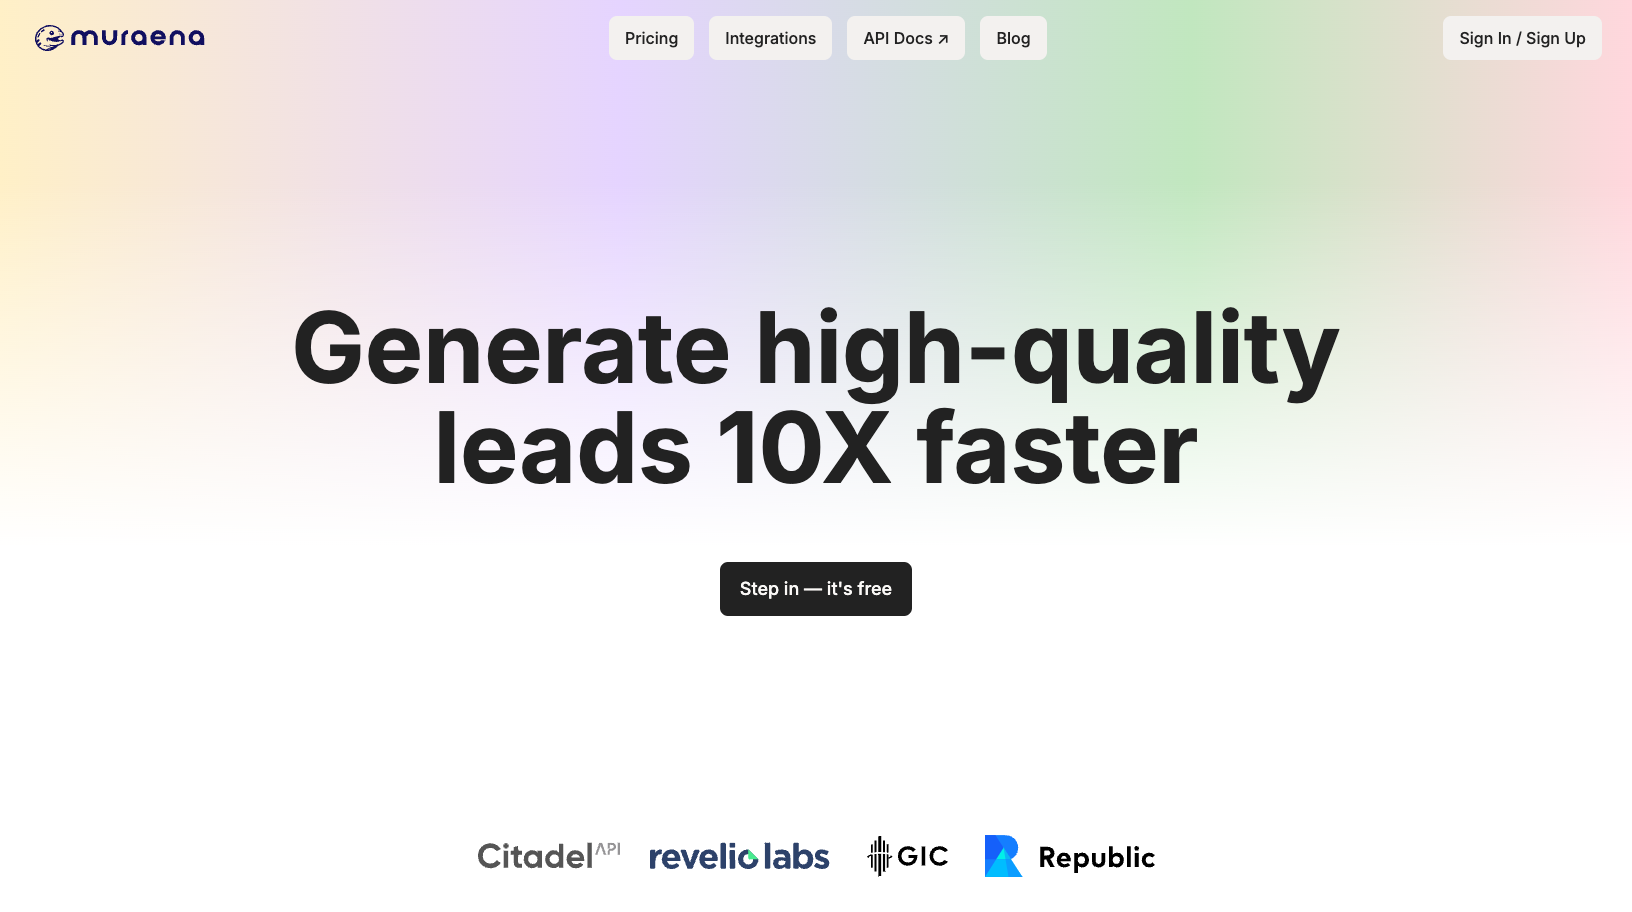 muraena
Pricing
Integrations
API Docs ↗
Blog
Sign In / Sign Up
Generate high-quality
leads 10X faster
Step in — it's free
Citadel API
revelio labs
GIC
Republic